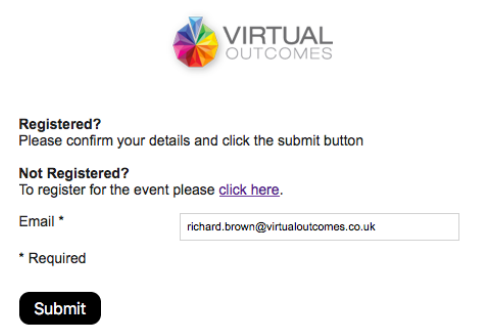 VIRTUAL
OUTCOMES
Registered?
Please confirm your details and click the submit button
Not Registered?
To register for the event please click here.
Email *
richard.brown@virtualoutcomes.co.uk
* Required
Submit